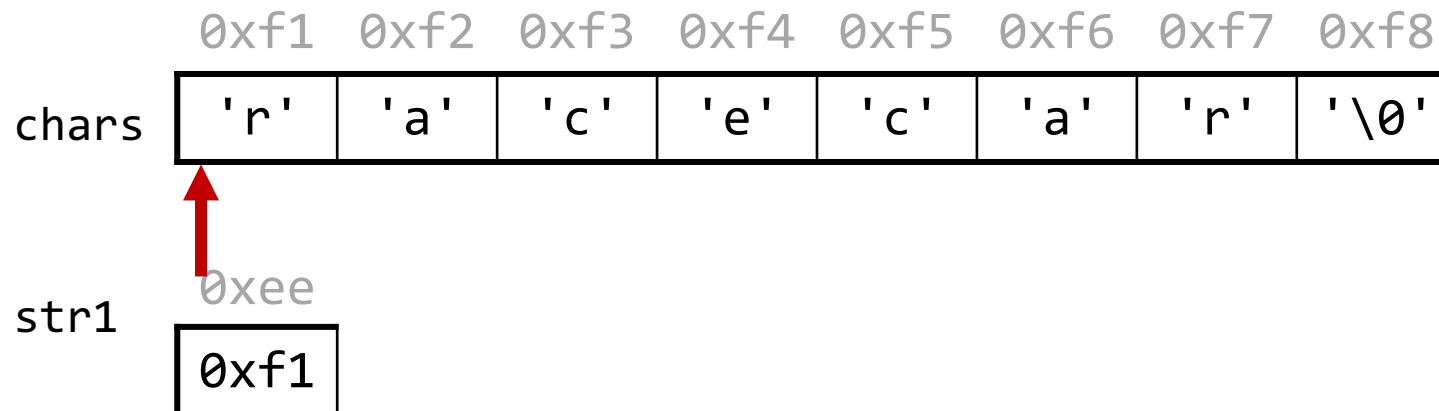 0xf1 0xf2 0xf3 0xf4 0xf5 0xf6 0xf7 0xf8
chars 'r' 'a' 'c' 'e' 'c' 'a' 'r' '\0'
0xee
str1
0xf1